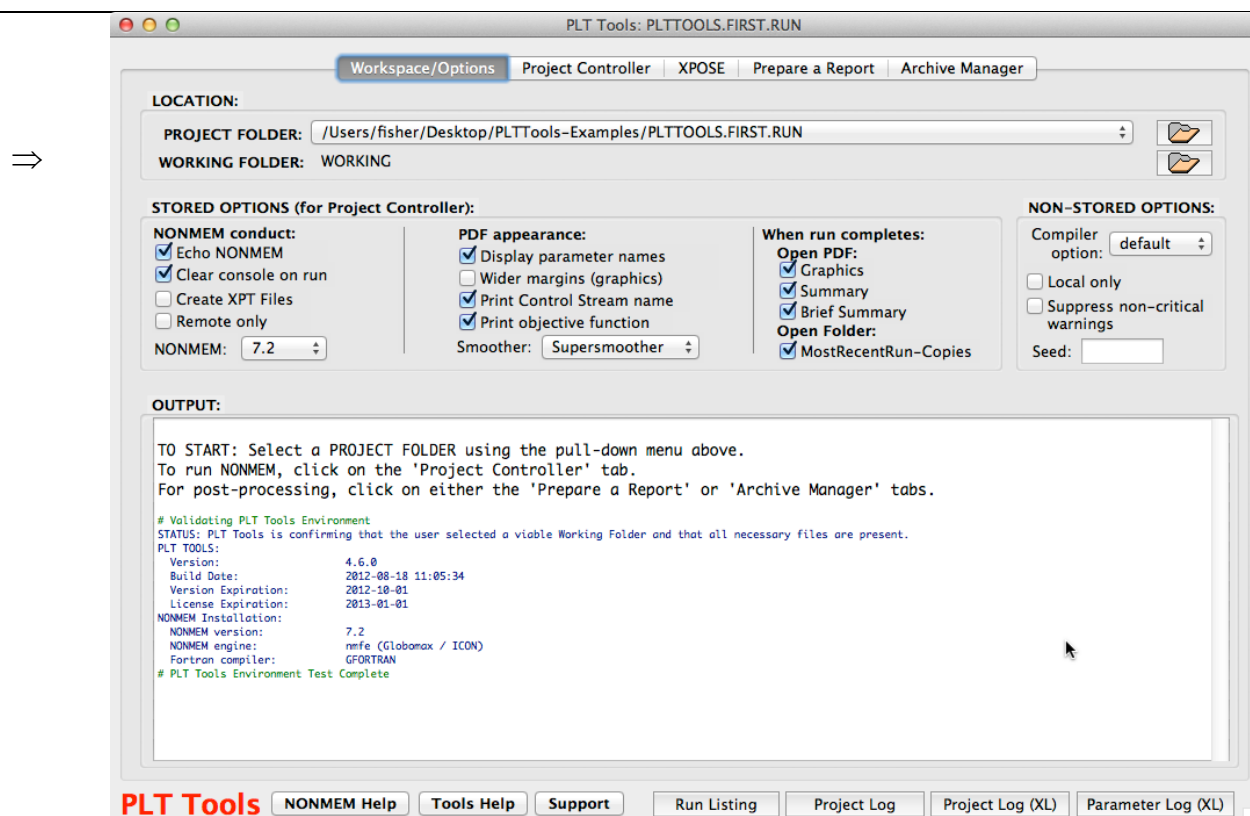 PLT Tools: PLTTOOLS.FIRST.RUN
Workspace/Options Project Controller XPOSE Prepare a Report Archive Manager
LOCATION:
PROJECT FOLDER: /Users/fisher/Desktop/PLTTools-Examples/PLTTOOLS.FIRST.RUN
⇒
WORKING FOLDER: WORKING
STORED OPTIONS (for Project Controller):
NONMEM conduct:
Echo NONMEM
Clear console on run
Create XPT Files
Remote only
NONMEM: 7.2
PDF appearance:
Display parameter names
Wider margins (graphics)
Print Control Stream name
Print objective function
Smoother: Supersmoother
When run completes:
Open PDF:
Graphics
Summary
Brief Summary
Open Folder:
MostRecentRun-Copies
NON-STORED OPTIONS:
Compiler
option: default
Local only
Suppress non-critical
warnings
Seed:
OUTPUT:
TO START: Select a PROJECT FOLDER using the pull-down menu above.
To run NONMEM, click on the 'Project Controller' tab.
For post-processing, click on either the 'Prepare a Report' or 'Archive Manager' tabs.
# Validating PLT Tools Environment
STATUS: PLT Tools is confirming that the user selected a viable Working Folder and that all necessary files are present.
PLT TOOLS:
Version: 4.6.0
Build Date: 2012-08-18 11:05:34
Version Expiration: 2012-10-01
License Expiration: 2013-01-01
NONMEM Installation:
NONMEM version: 7.2
NONMEM engine: nmfe (Globomax / ICON)
Fortran compiler: GFORTRAN
# PLT Tools Environment Test Complete
PLT Tools NONMEM Help Tools Help Support Run Listing Project Log Project Log (XL) Parameter Log (XL)